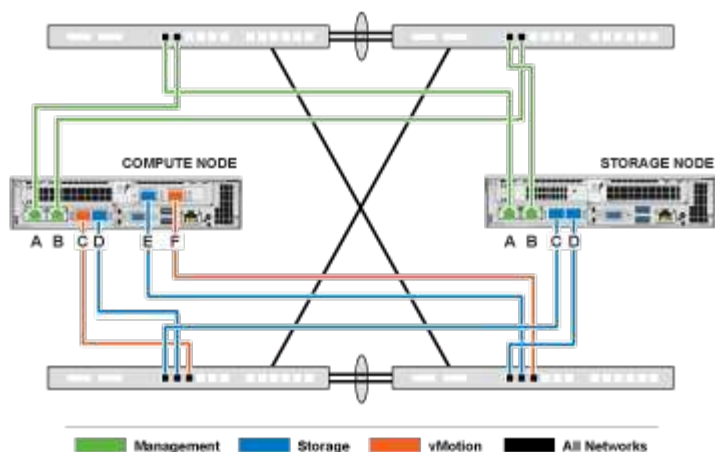 COMPUTE NODE
STORAGE NODE
A B C D E F
A B C D
Management Storage vMotion All Networks